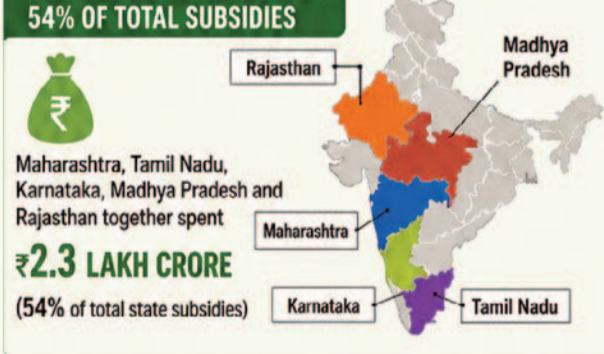 54% OF TOTAL SUBSIDIES
₹
Maharashtra, Tamil Nadu,
Karnataka, Madhya Pradesh and
Rajasthan together spent
₹2.3 LAKH CRORE
(54% of total state subsidies)
Rajasthan
Madhya
Pradesh
Maharashtra
Karnataka
Tamil Nadu